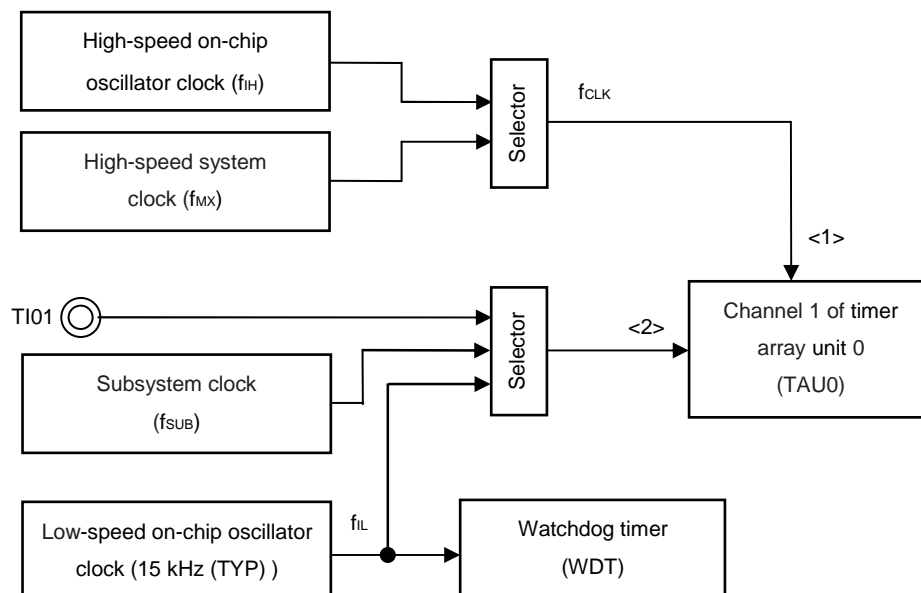 High-speed on-chip
oscillator clock (fIH)
Selector
fCLK
High-speed system
clock (fMX)
<1>
TI01
Selector
<2>
Channel 1 of timer
array unit 0
(TAU0)
Subsystem clock
(fSUB)
Low-speed on-chip oscillator
clock (15 kHz (TYP) )
fIL
Watchdog timer
(WDT)